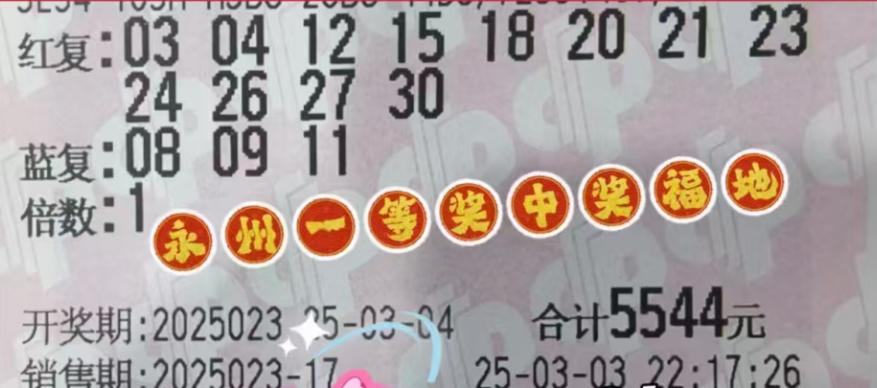 红复:03 04 12 15 18 20 21 23
24 26 27 30
蓝复:08 09 11
倍数:1
永州一等奖中奖福地
开奖期:2025023 25-03-04 合计5544元
销售期:2025023-17 25-03-03 22:17:26